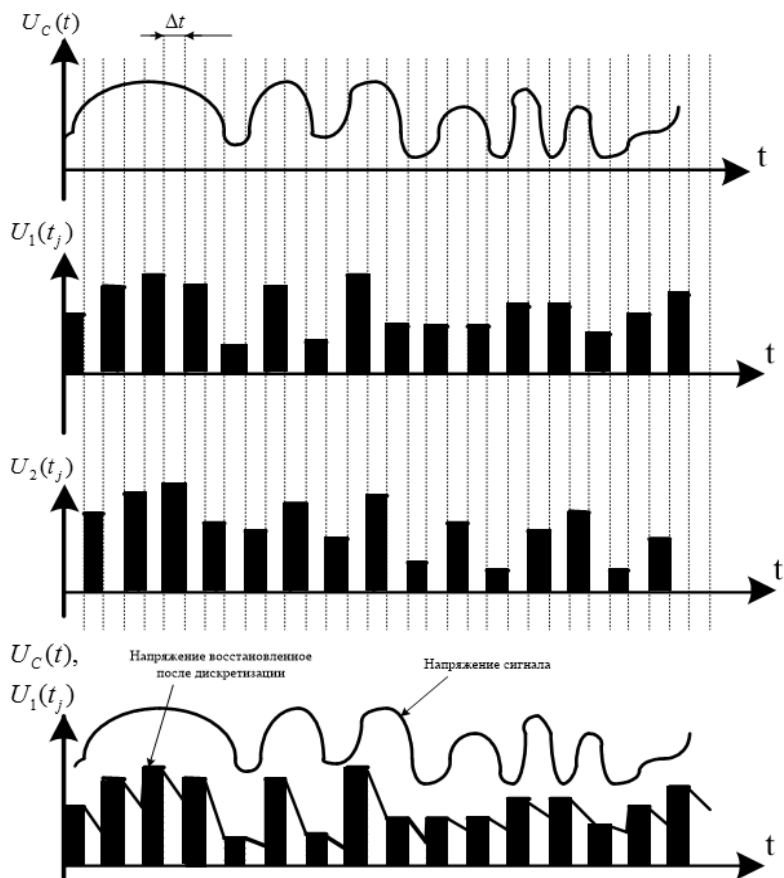 U_C(t)
Δt
t
U_1(t_j)
t
U_2(t_j)
t
U_C(t),
U_1(t_j)
Напряжение восстановленное
после дискретизации
Напряжение сигнала
t